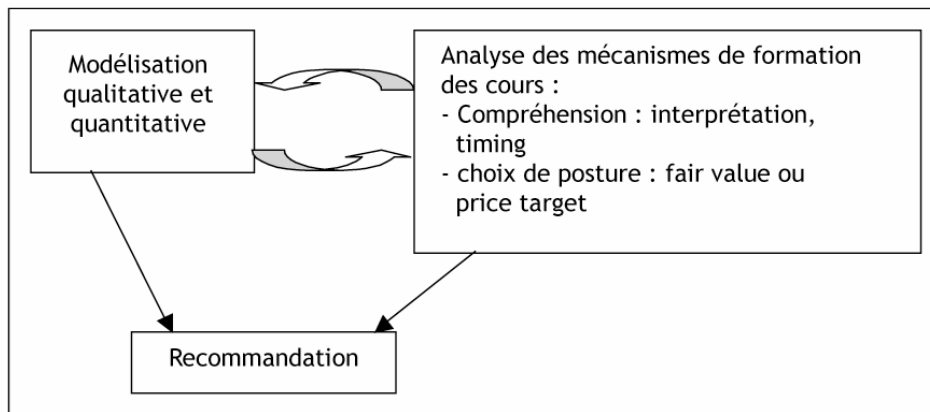 Modélisation
qualitative et
quantitative
Analyse des mécanismes de formation
des cours :
- Compréhension : interprétation,
timing
- choix de posture : fair value ou
price target
Recommandation